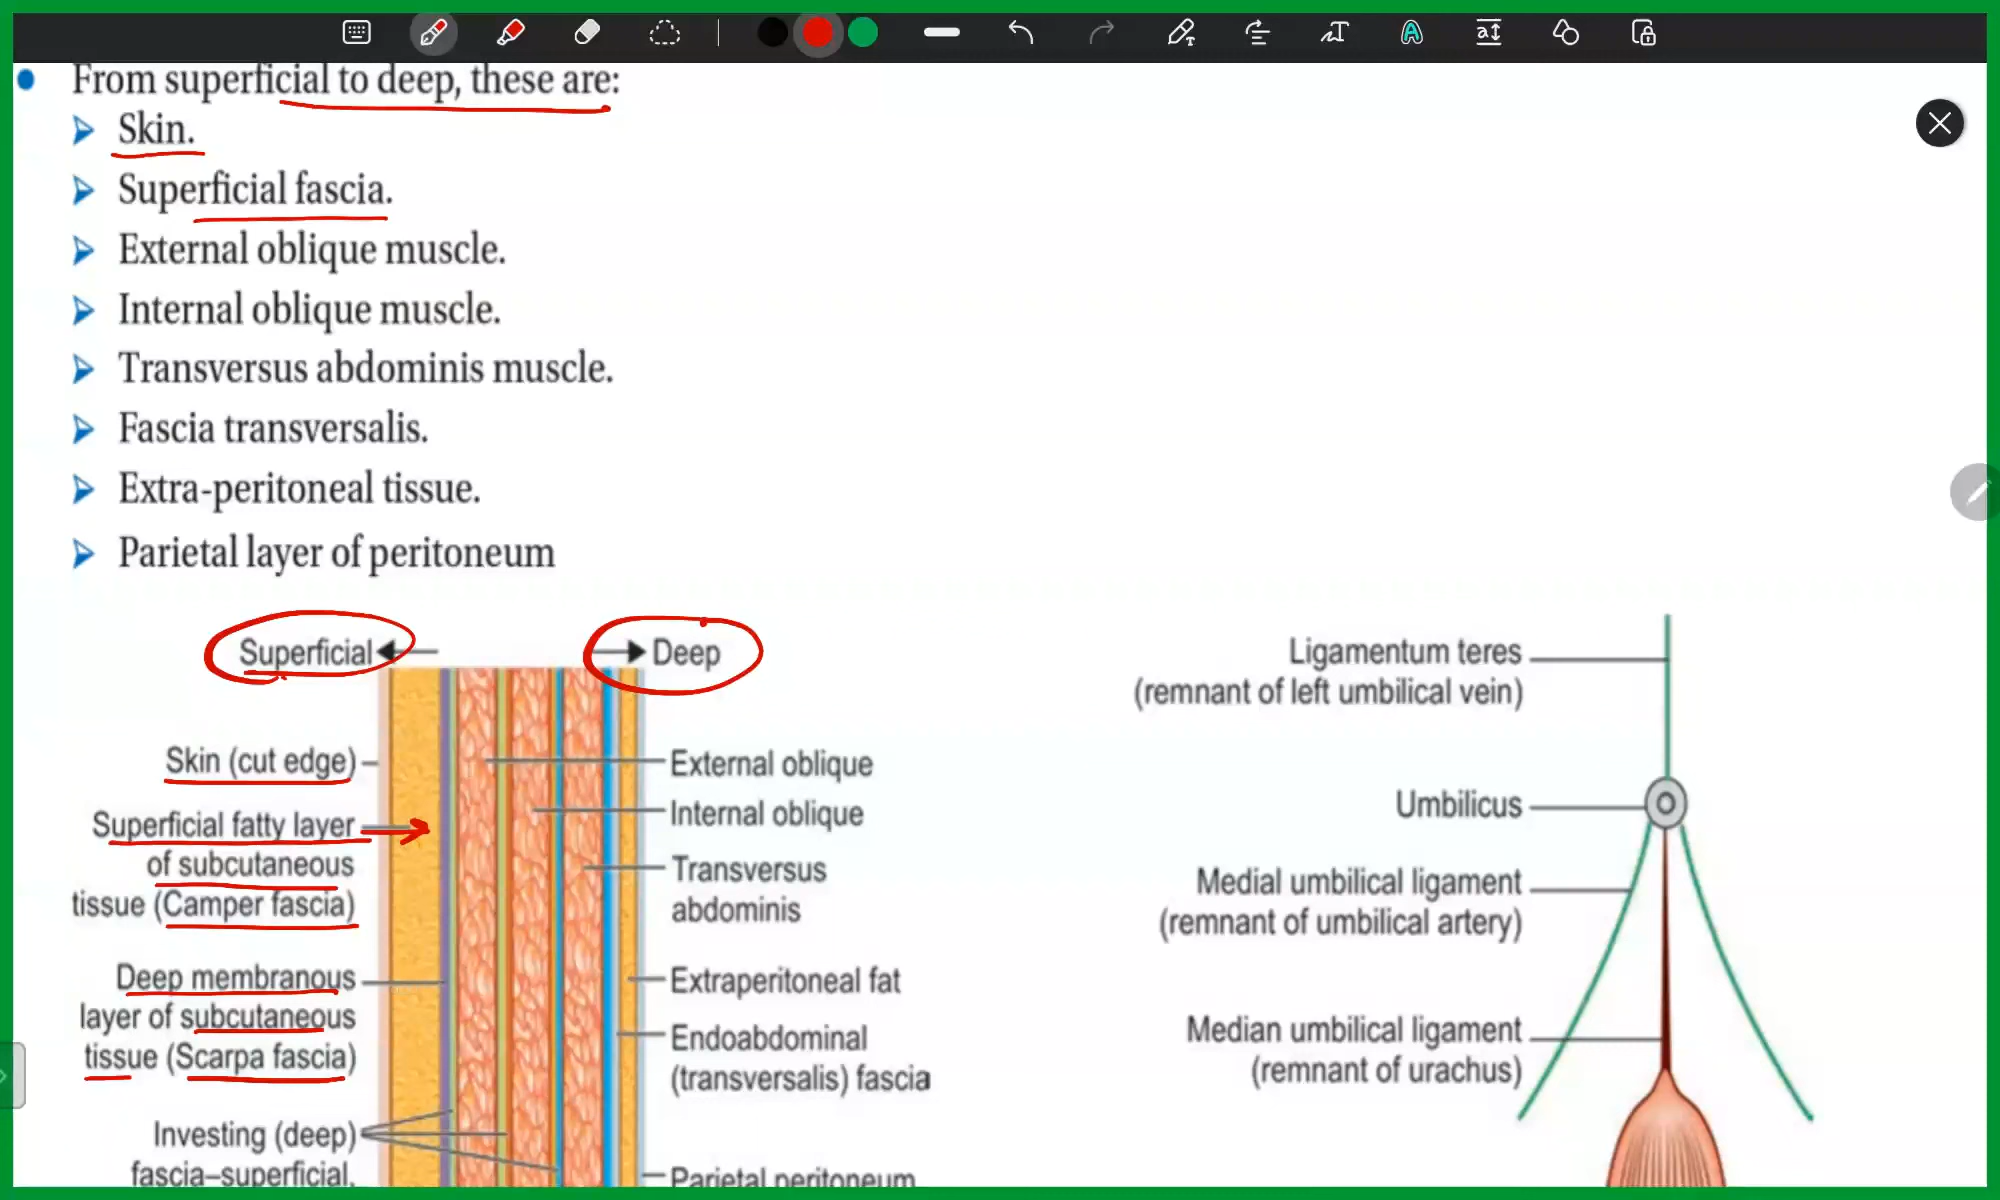 From superficial to deep, these are:
Skin.
Superficial fascia.
External oblique muscle.
Internal oblique muscle.
Transversus abdominis muscle.
Fascia transversalis.
Extra-peritoneal tissue.
Parietal layer of peritoneum
Superficial
Deep
Skin (cut edge)
Superficial fatty layer
of subcutaneous
tissue (Camper fascia)
Deep membranous
layer of subcutaneous
tissue (Scarpa fascia)
Investing (deep)
fascia–superficial,
External oblique
Internal oblique
Transversus
abdominis
Extraperitoneal fat
Endoabdominal
(transversalis) fascia
Parietal peritoneum
Ligamentum teres
(remnant of left umbilical vein)
Umbilicus
Medial umbilical ligament
(remnant of umbilical artery)
Median umbilical ligament
(remnant of urachus)